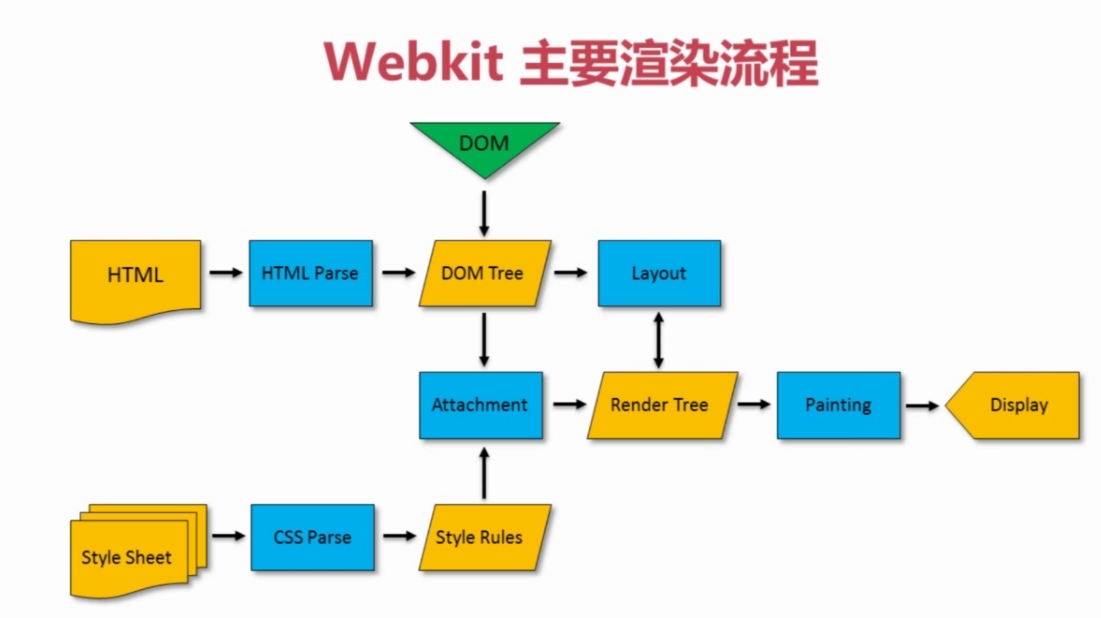 Webkit 主要渲染流程
DOM
HTML
HTML Parse
DOM Tree
Layout
Attachment
Render Tree
Painting
Display
Style Sheet
CSS Parse
Style Rules